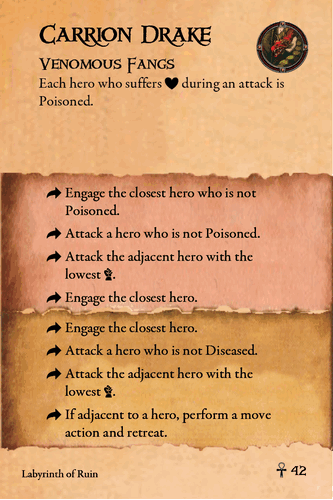 Carrion Drake
Venomous Fangs
Each hero who suffers ♥ during an attack is
Poisoned.
Engage the closest hero who is not
Poisoned.
Attack a hero who is not Poisoned.
Attack the adjacent hero with the
lowest .
Engage the closest hero.
Engage the closest hero.
Attack a hero who is not Diseased.
Attack the adjacent hero with the
lowest .
If adjacent to a hero, perform a move
action and retreat.
Labyrinth of Ruin
☥ 42